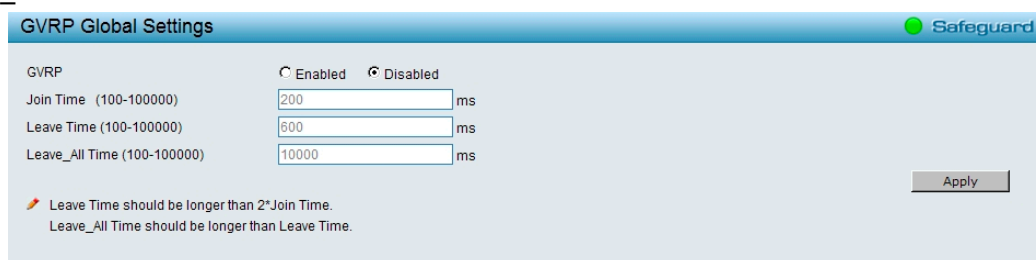 GVRP Global Settings
Safeguard
GVRP
Enabled Disabled
Join Time (100-100000) 200 ms
Leave Time (100-100000) 600 ms
Leave_All Time (100-100000) 10000 ms
Apply
Leave Time should be longer than 2*Join Time.
Leave_All Time should be longer than Leave Time.